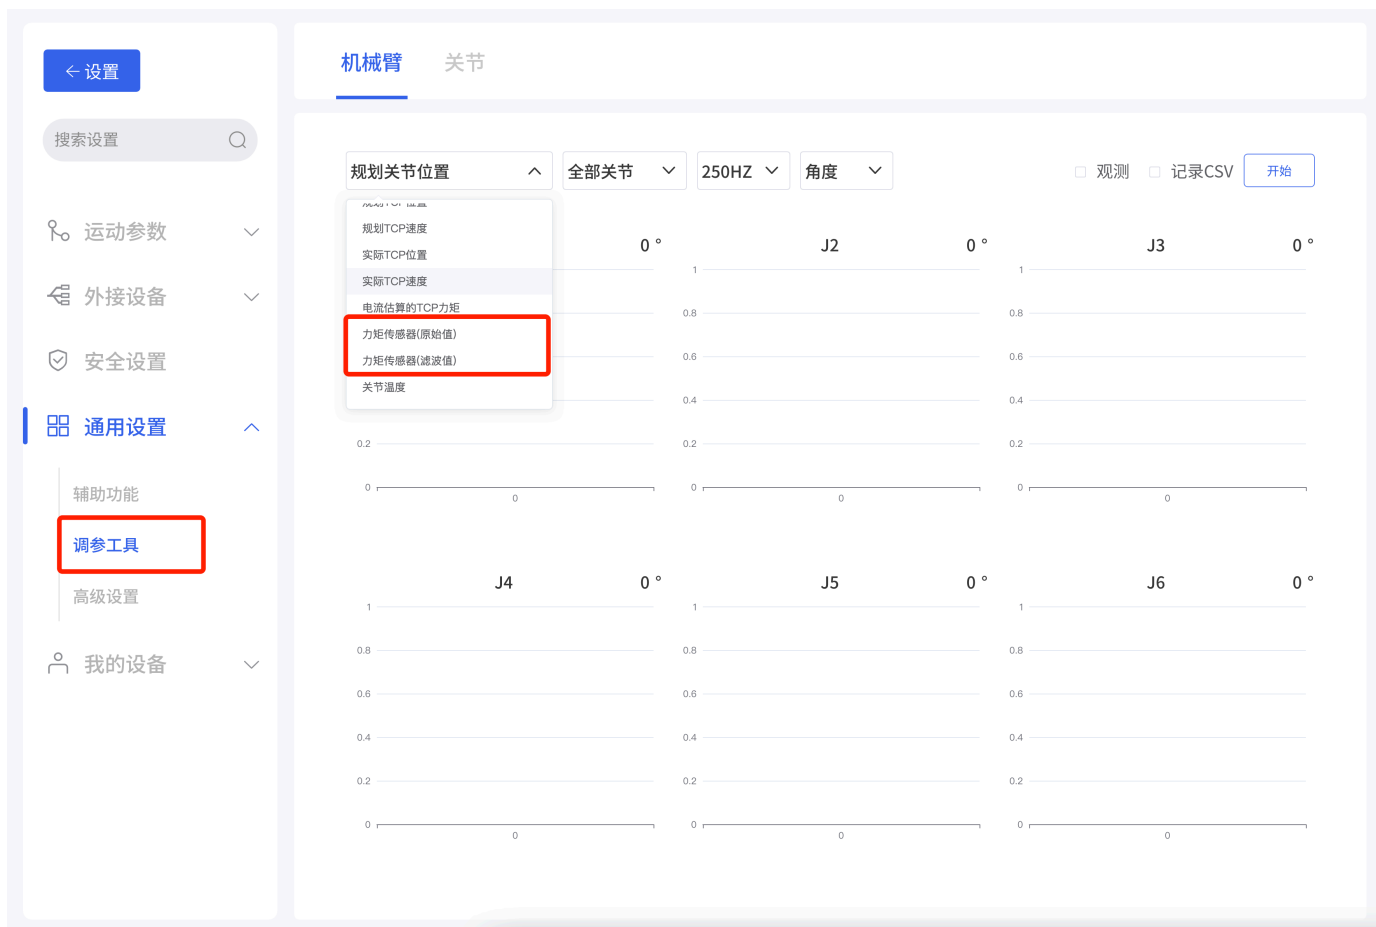 设置
搜索设置
运动参数
外接设备
安全设置
通用设置
辅助功能
调参工具
高级设置
我的设备
机械臂 关节
规划关节位置 全部关节 250HZ 角度 观测 记录CSV 开始
规划TCP位置
规划TCP速度
实际TCP位置
实际TCP速度
电流估算的TCP力矩
力矩传感器(原始值)
力矩传感器(滤波值)
关节温度
0 °
0.2
0
0
J2 0 °
1
0.8
0.6
0.4
0.2
0
0
J3 0 °
1
0.8
0.6
0.4
0.2
0
0
J4 0 °
1
0.8
0.6
0.4
0.2
0
0
J5 0 °
1
0.8
0.6
0.4
0.2
0
0
J6 0 °
1
0.8
0.6
0.4
0.2
0
0